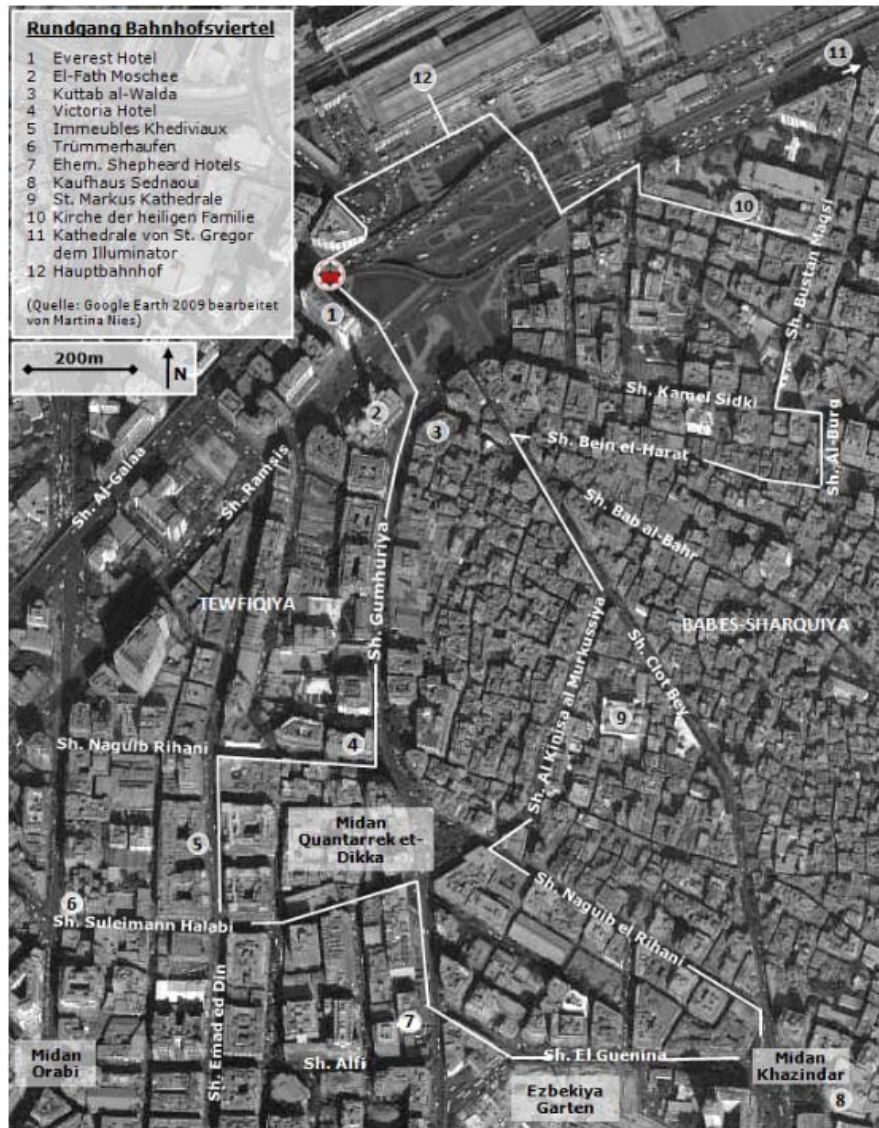 Rundgang Bahnhofsviertel
1 Everest Hotel
2 El-Fath Moschee
3 Kuttab al-Walda
4 Victoria Hotel
5 Immeubles Khediviaux
6 Trümmerhaufen
7 Ehem. Shepheard Hotels
8 Kaufhaus Sednaoui
9 St. Markus Kathedrale
10 Kirche der heiligen Familie
11 Kathedrale von St. Gregor
dem Illuminator
12 Hauptbahnhof
(Quelle: Google Earth 2009 bearbeitet
von Martina Nies)
200m
N
11
12
10
Sh. Bustan Maqsi
1
Sh. Kamel Sidki
2
3
Sh. Bein el-Harat
Sh. Al-Burg
Sh. Al-Galaa
Sh. Ramsis
Sh. Bab al-Bahr
Sh. Gumhuriya
TEWFIQIYA
BAB ES-SHARQUIYA
Sh. Al Kinisa al Murkussiya
Sh. Clot Bey
9
Sh. Naguib Rihani
4
Midan
Quantarrek et-
Dikka
5
6
Sh. Suleimann Halabi
Sh. Naguib el Rihani
Sh. Emad ed Din
7
Midan
Orabi
Sh. Alfi
Sh. El Guenina
Midan
Khazindar
Ezbekiya
Garten
8